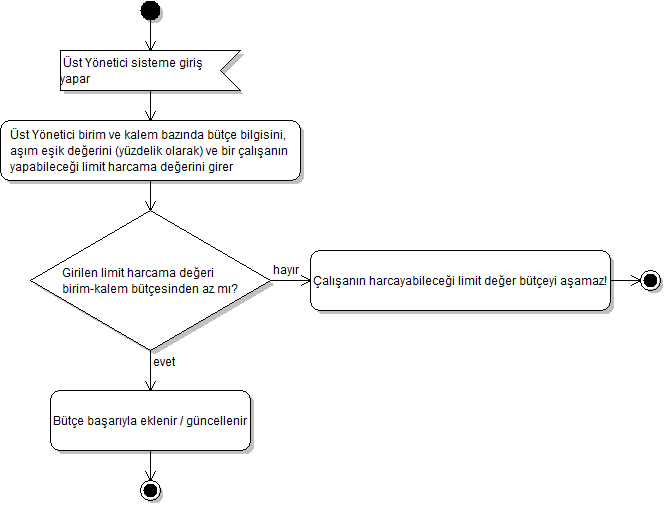 Üst Yönetici sisteme giriş
yapar
Üst Yönetici birim ve kalem bazında bütçe bilgisini,
aşım eşik değerini (yüzdelik olarak) ve bir çalışanın
yapabileceği limit harcama değerini girer
Girilen limit harcama değeri
birim-kalem bütçesinden az mı?
hayır
Çalışanın harcayabileceği limit değer bütçeyi aşamaz!
evet
Bütçe başarıyla eklenir / güncellenir